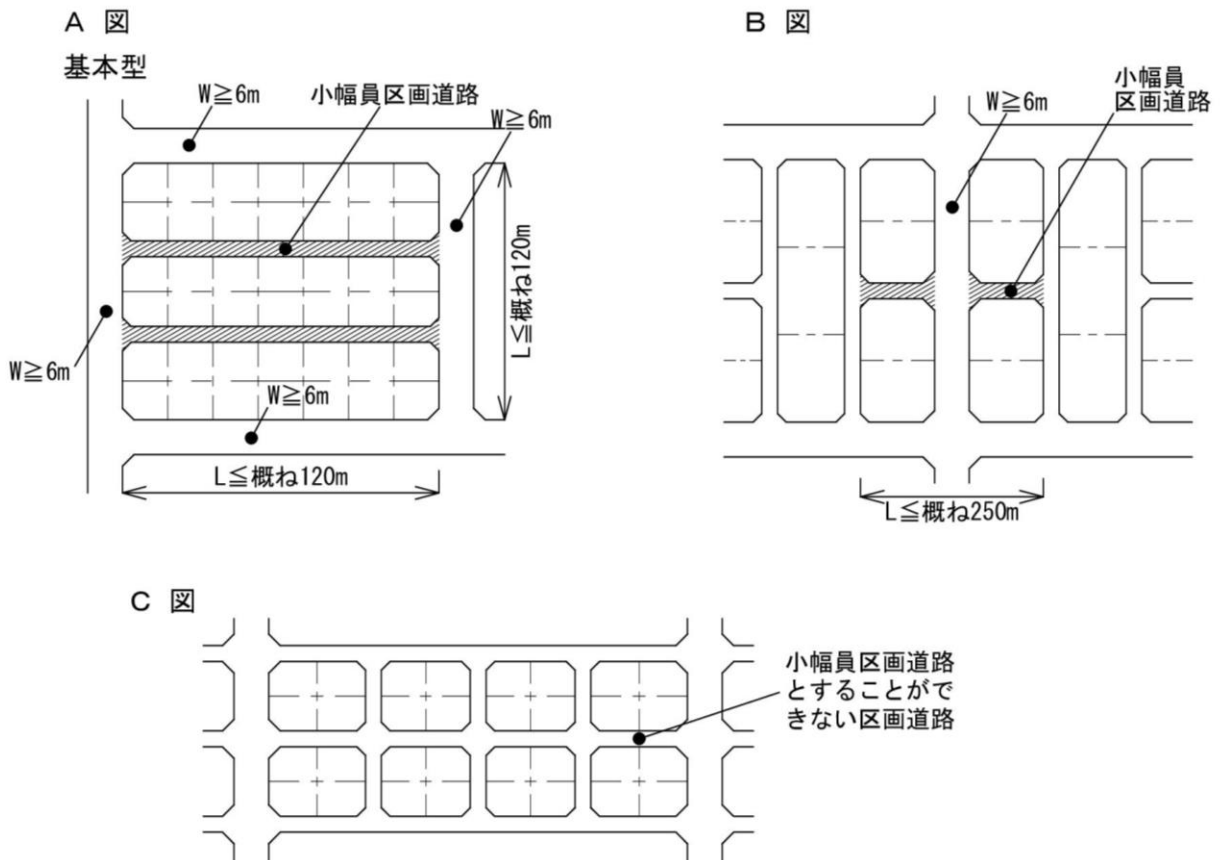 A 図
基本型
W≧6m
小幅員区画道路
W≧6m
L≦概ね120m
W≧6m
W≧6m
L≦概ね120m
B 図
W≧6m
小幅員
区画道路
L≦概ね250m
C 図
小幅員区画道路
とすることがで
きない区画道路